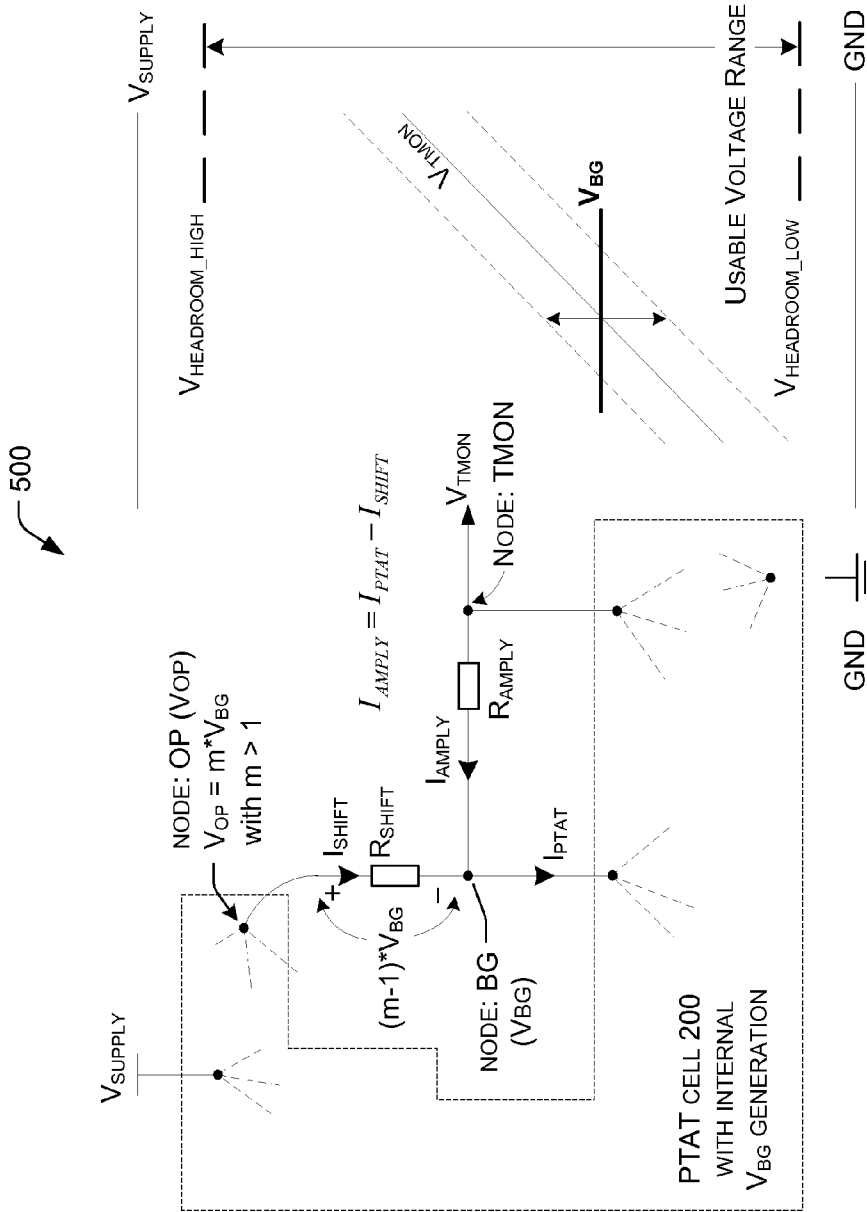 500
VSUPPLY
NODE: OP (VOP)
VOP = m*VBG
with m > 1
ISHIFT
+
RSHIFT
(m-1)*VBG
–
NODE: BG
(VBG)
IAMPLY
RAMPLY
IAMPLY = IPTAT – ISHIFT
VTMON
NODE: TMON
IPTAT
PTAT CELL 200
WITH INTERNAL
VBG GENERATION
GND
VSUPPLY
VHEADROOM_HIGH
VTMON
VBG
USABLE VOLTAGE RANGE
VHEADROOM_LOW
GND